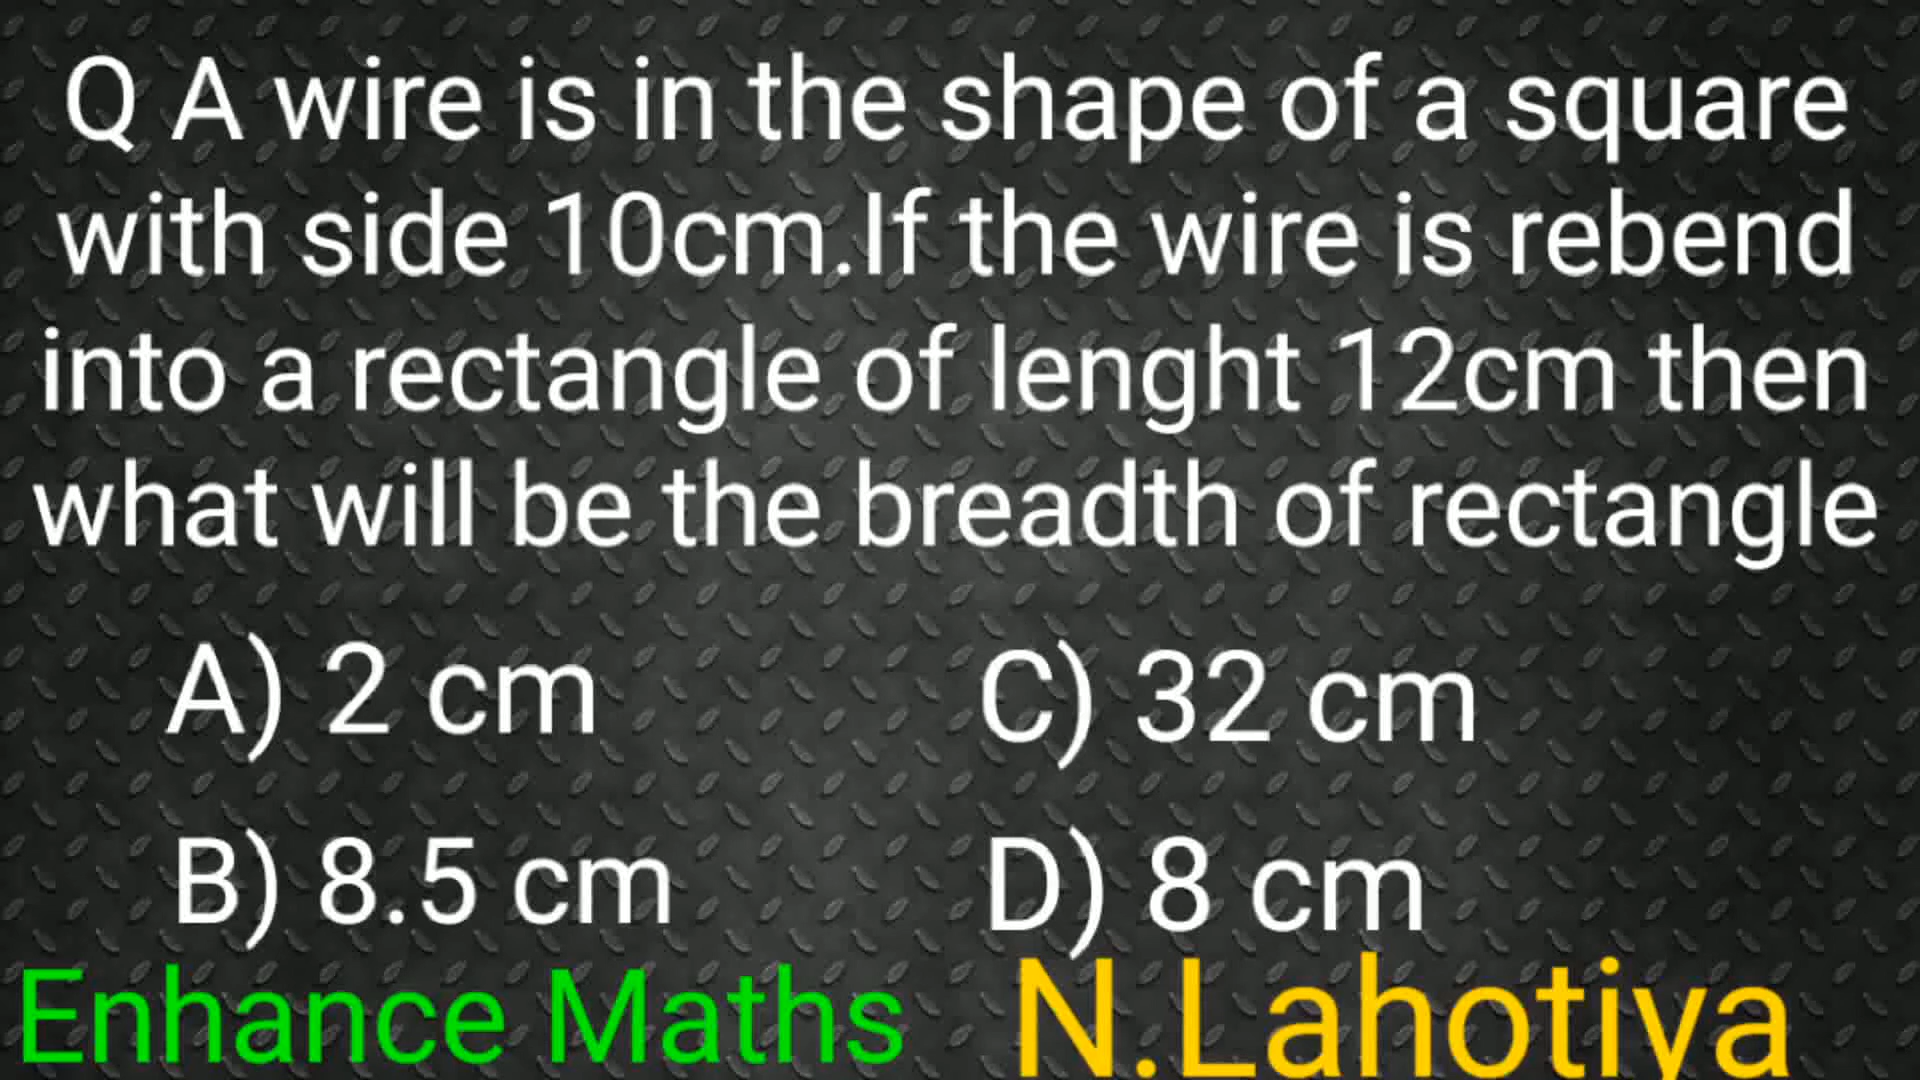 Q A wire is in the shape of a square
with side 10cm.If the wire is rebend
into a rectangle of lenght 12cm then
what will be the breadth of rectangle
A) 2 cm
C) 32 cm
B) 8.5 cm
D) 8 cm
Enhance Maths
N.Lahotiya